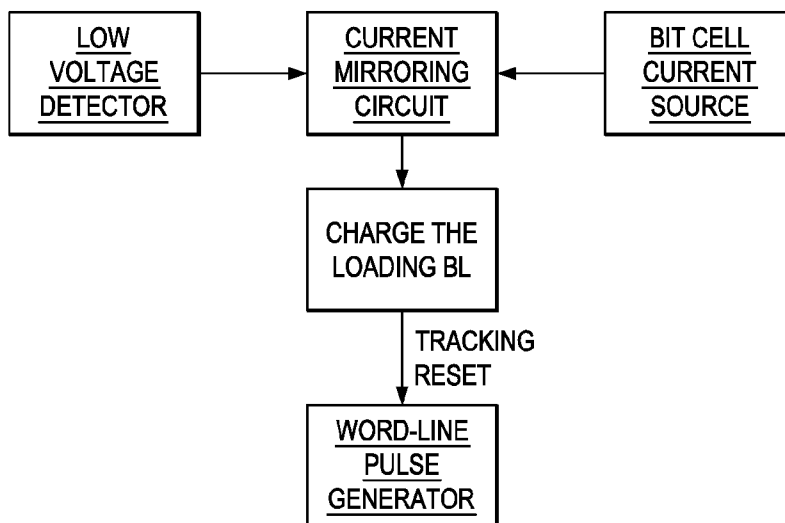 LOW
VOLTAGE
DETECTOR
CURRENT
MIRRORING
CIRCUIT
BIT CELL
CURRENT
SOURCE
CHARGE THE
LOADING BL
TRACKING
RESET
WORD-LINE
PULSE
GENERATOR